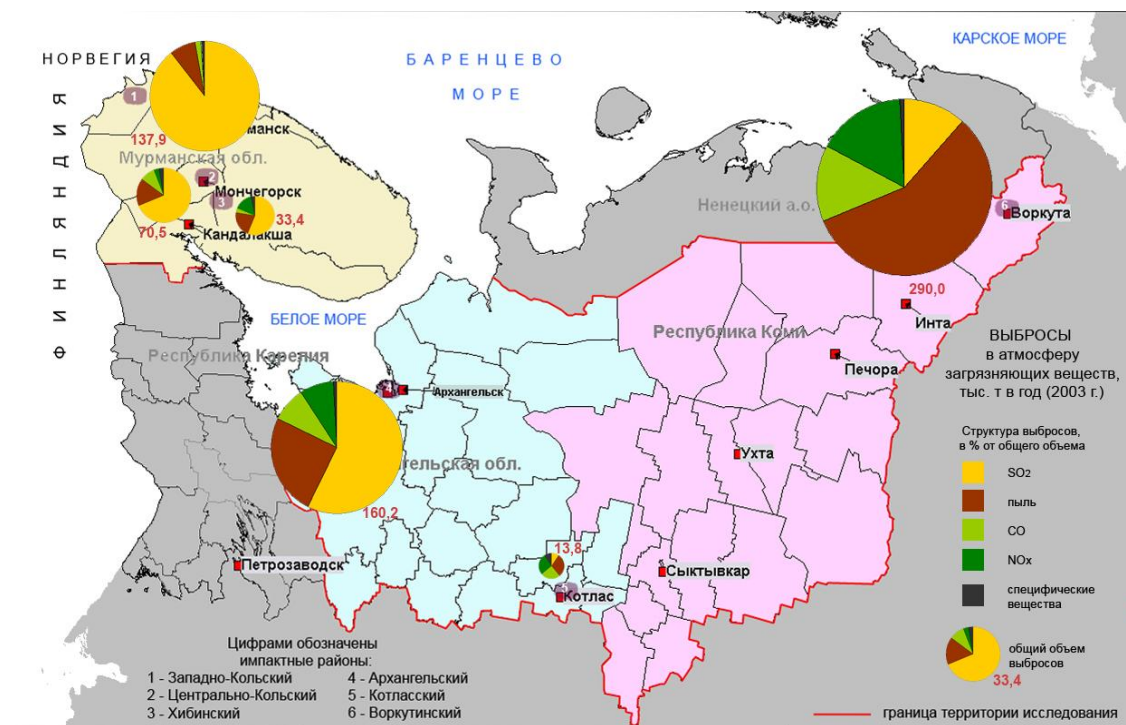 КАРСКОЕ МОРЕ
НОРВЕГИЯ
БАРЕНЦЕВО
МОРЕ
ФИНЛЯНДИЯ
1
137,9
манск
Мурманская обл.
2
Мончегорск
3
70,5
33,4
Кандалакша
Ненецкий а.о.
6
Воркута
290,0
Инта
БЕЛОЕ МОРЕ
Республика Карелия
Республика Коми
Печора
Архангельск
ВЫБРОСЫ
в атмосферу
загрязняющих веществ,
тыс. т в год (2003 г.)
Структура выбросов,
в % от общего объема
SO2
пыль
CO
NOx
специфические
вещества
общий объем
выбросов
33,4
Ухта
тельская обл.
160,2
13,8
Петрозаводск
Сыктывкар
Котлас
Цифрами обозначены
импактные районы:
1 - Западно-Кольский
2 - Центрально-Кольский
3 - Хибинский
4 - Архангельский
5 - Котласский
6 - Воркутинский
граница территории исследования